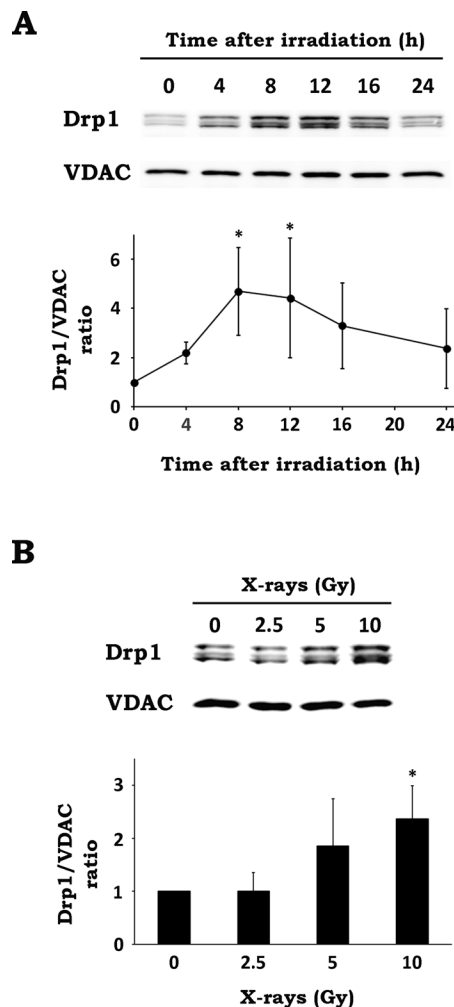 A
Time after irradiation (h)
0 4 8 12 16 24
Drp1
VDAC
Drp1/VDAC
ratio
6
4
2
0
* *
0 4 8 12 16 20 24
Time after irradiation (h)
B
X-rays (Gy)
0 2.5 5 10
Drp1
VDAC
Drp1/VDAC
ratio
3
2
1
0
*
0 2.5 5 10
X-rays (Gy)